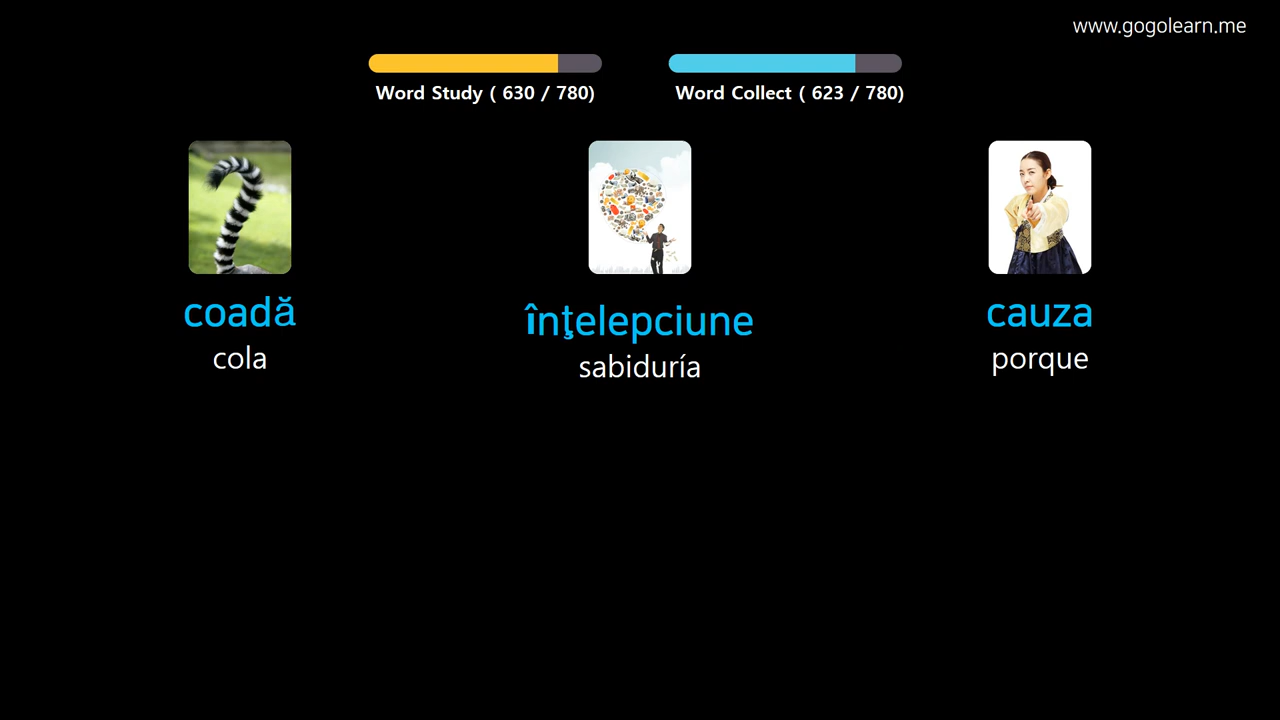 www.gogolearn.me
Word Study ( 630 / 780)
Word Collect ( 623 / 780)
coadă
cola
înţelepciune
sabiduría
cauza
porque